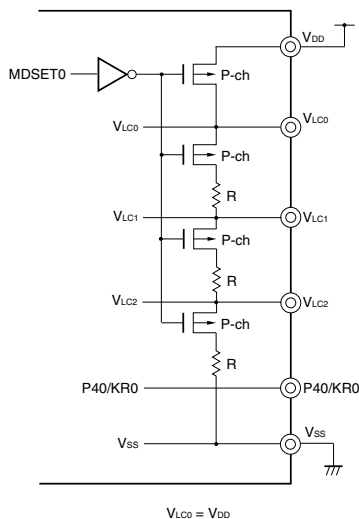 VDD
MDSET0
P-ch
VLC0 VLC0
P-ch
R
VLC1 VLC1
P-ch
R
VLC2 VLC2
P-ch
R
P40/KR0 P40/KR0
VSS VSS
VLC0 = VDD